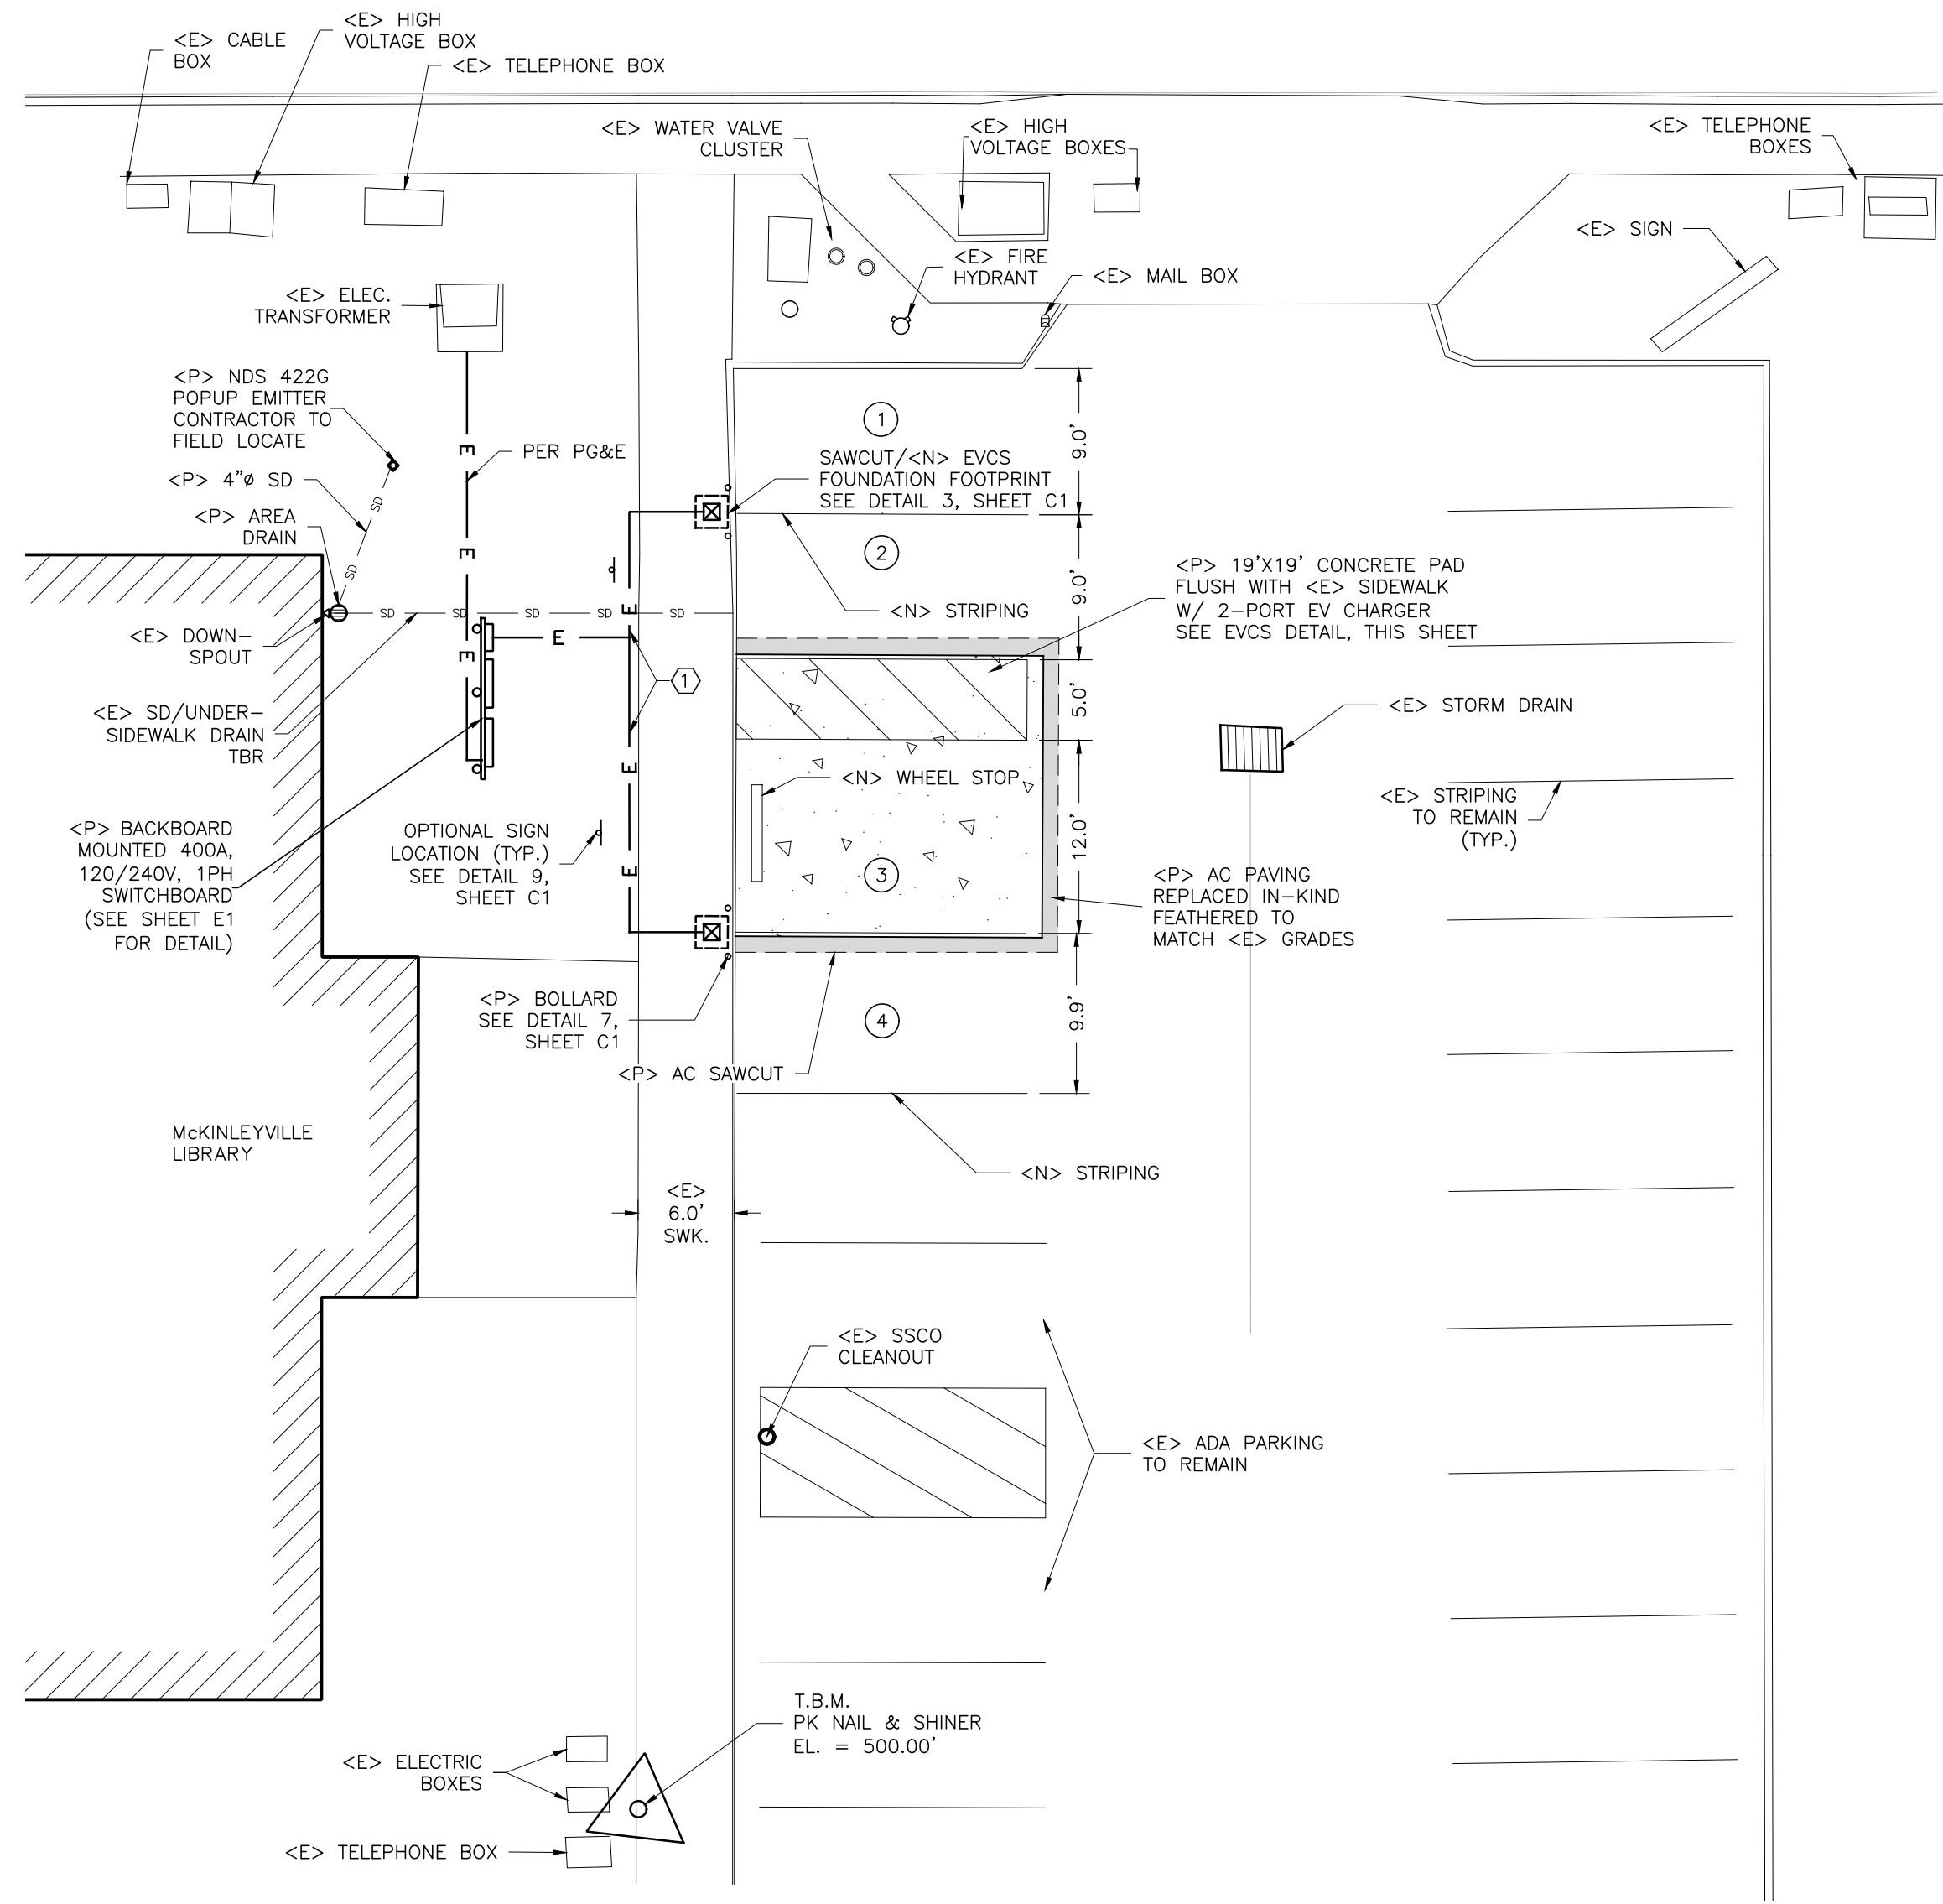 <E> CABLE
BOX
<E> HIGH
VOLTAGE BOX
<E> TELEPHONE BOX
<E> WATER VALVE
CLUSTER
<E> HIGH
VOLTAGE BOXES
<E> TELEPHONE
BOXES
<E> SIGN
<E> FIRE
HYDRANT
<E> MAIL BOX
<E> ELEC.
TRANSFORMER
<P> NDS 422G
POPUP EMITTER
CONTRACTOR TO
FIELD LOCATE
PER PG&E
<P> 4"ø SD
<P> AREA
DRAIN
1
SAWCUT/<N> EVCS
FOUNDATION FOOTPRINT
SEE DETAIL 3, SHEET C1
9.0'
2
9.0'
<N> STRIPING
<P> 19'X19' CONCRETE PAD
FLUSH WITH <E> SIDEWALK
W/ 2-PORT EV CHARGER
SEE EVCS DETAIL, THIS SHEET
E
E
E
SD
SD
SD
SD
SD
SD
SD
E
E
E
E
<E> DOWN-
SPOUT
1
5.0'
<E> SD/UNDER-
SIDEWALK DRAIN
TBR
<E> STORM DRAIN
<N> WHEEL STOP
12.0'
<E> STRIPING
TO REMAIN
(TYP.)
<P> BACKBOARD
MOUNTED 400A,
120/240V, 1PH
SWITCHBOARD
(SEE SHEET E1
FOR DETAIL)
OPTIONAL SIGN
LOCATION (TYP.)
SEE DETAIL 9,
SHEET C1
3
<P> AC PAVING
REPLACED IN-KIND
FEATHERED TO
MATCH <E> GRADES
<P> BOLLARD
SEE DETAIL 7,
SHEET C1
4
9.9'
<P> AC SAWCUT
McKINLEYVILLE
LIBRARY
<N> STRIPING
<E>
6.0'
SWK.
<E> SSCO
CLEANOUT
<E> ADA PARKING
TO REMAIN
T.B.M.
PK NAIL & SHINER
EL. = 500.00'
<E> ELECTRIC
BOXES
<E> TELEPHONE BOX